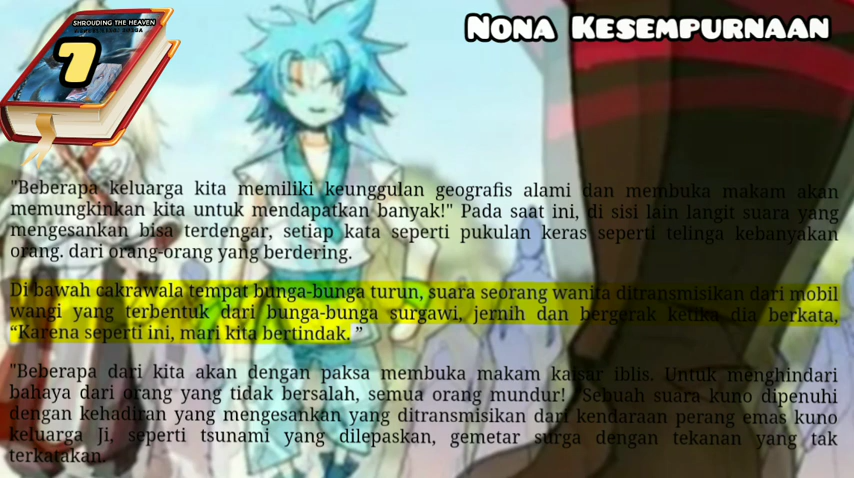 SHROUDING THE HEAVEN
7
Nona Kesempurnaan
"Beberapa keluarga kita memiliki keunggulan geografis alami dan membuka makam akan
memungkinkan kita untuk mendapatkan banyak!" Pada saat ini, di sisi lain langit suara yang
mengesankan bisa terdengar, setiap kata seperti pukulan keras seperti telinga kebanyakan
orang. dari orang-orang yang berdering.
Di bawah cakrawala tempat bunga-bunga turun, suara seorang wanita ditransmisikan dari mobil
wangi yang terbentuk dari bunga-bunga surgawi, jernih dan bergerak ketika dia berkata,
“Karena seperti ini, mari kita bertindak. ”
"Beberapa dari kita akan dengan paksa membuka makam kaisar iblis. Untuk menghindari
bahaya dari orang yang tidak bersalah, semua orang mundur! "Sebuah suara kuno dipenuhi
dengan kehadiran yang mengesankan yang ditransmisikan dari kendaraan perang emas kuno
keluarga Ji, seperti tsunami yang dilepaskan, gemetar surga dengan tekanan yang tak
terkatakan.